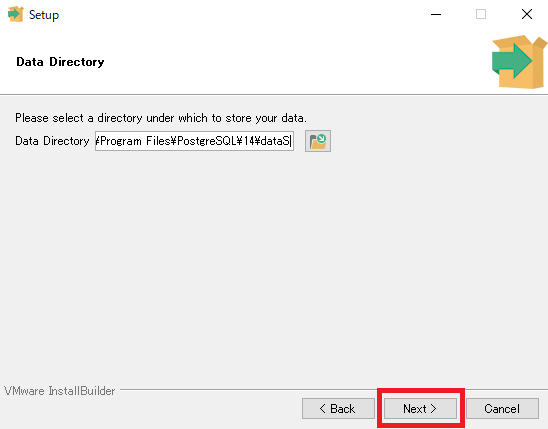 Setup
Data Directory
Please select a directory under which to store your data.
Data Directory ¥Program Files¥PostgreSQL¥14¥dataS
VMware InstallBuilder
< Back Next > Cancel